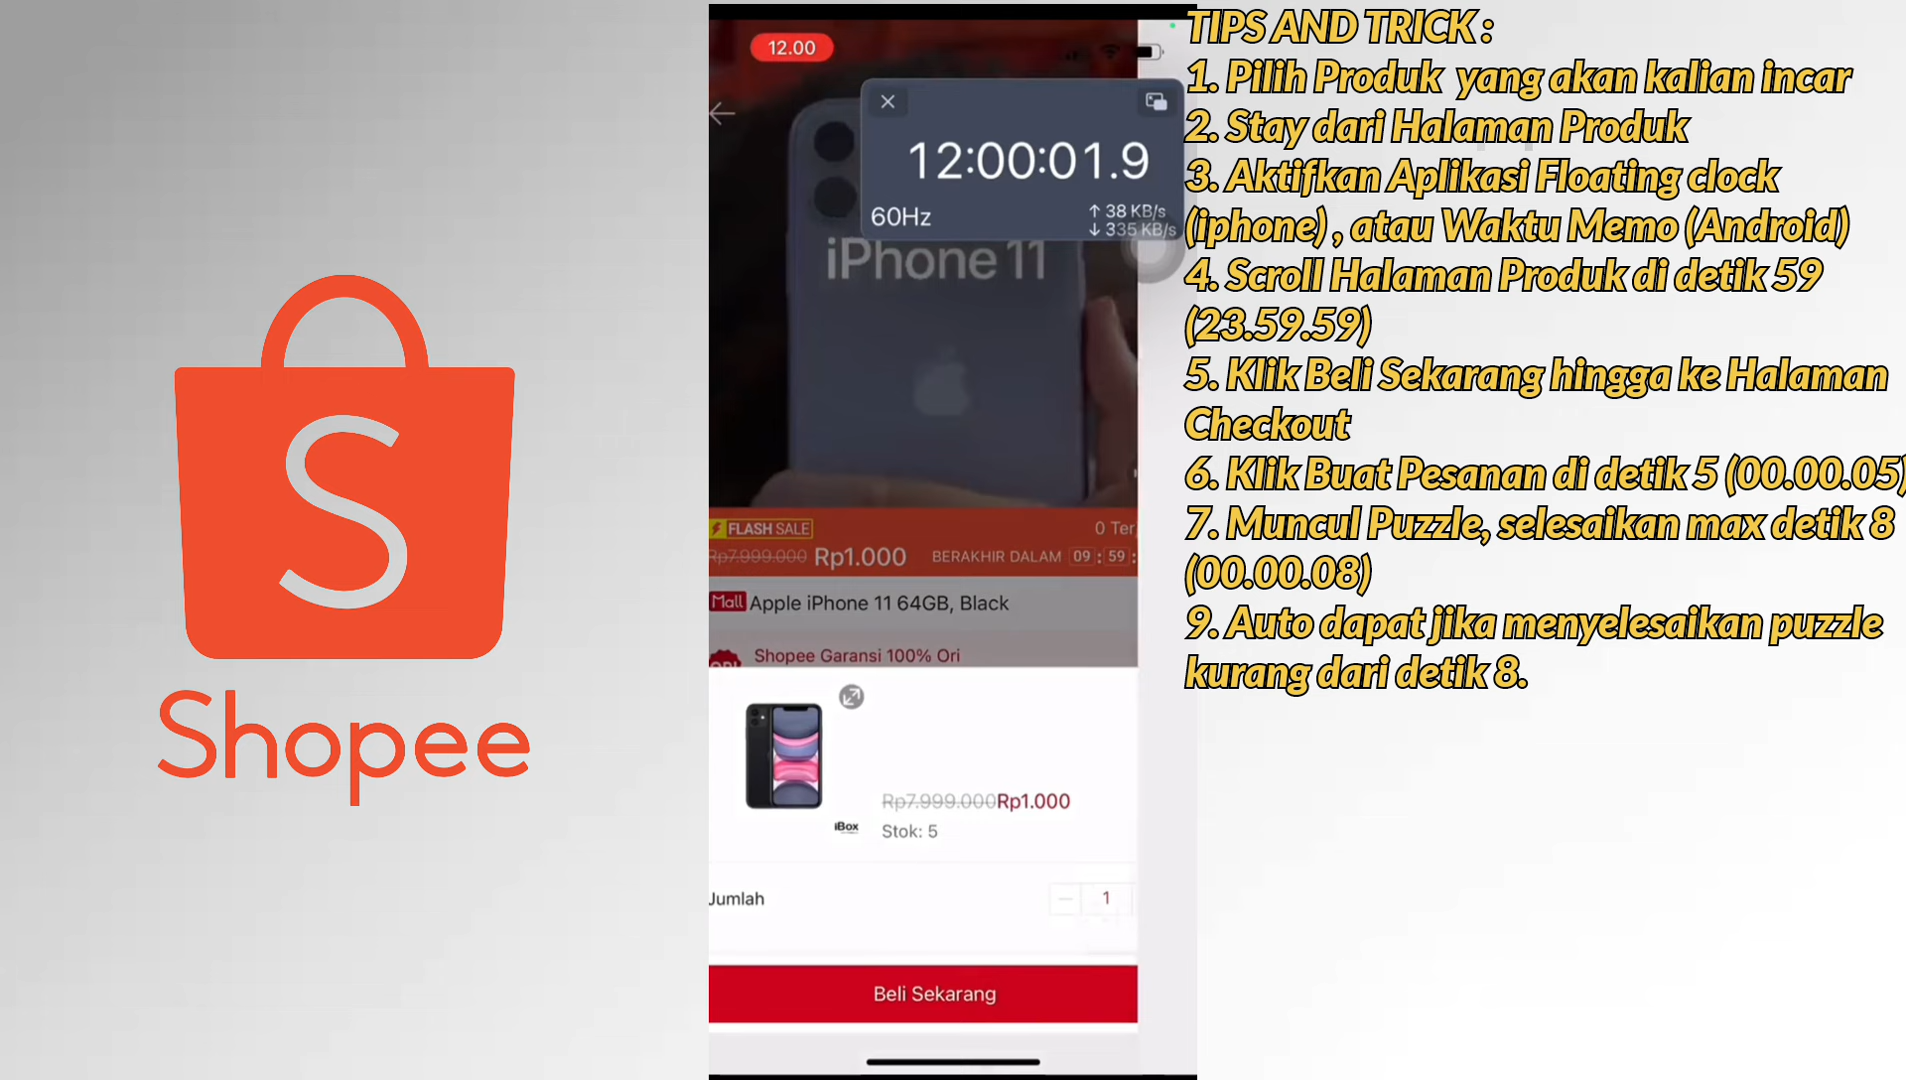 Shopee
12.00
12:00:01.9
60Hz
↑ 38 KB/s
↓ 335 KB/s
iPhone 11
FLASH SALE
0 Ter
Rp7.999.000 Rp1.000 BERAKHIR DALAM 09 : 59 :
Mall Apple iPhone 11 64GB, Black
Shopee Garansi 100% Ori
iBox
Rp7.999.000Rp1.000
Stok: 5
Jumlah
— 1
Beli Sekarang
TIPS AND TRICK :
1. Pilih Produk yang akan kalian incar
2. Stay dari Halaman Produk
3. Aktifkan Aplikasi Floating clock
(iphone) , atau Waktu Memo (Android)
4. Scroll Halaman Produk di detik 59
(23.59.59)
5. Klik Beli Sekarang hingga ke Halaman
Checkout
6. Klik Buat Pesanan di detik 5 (00.00.05)
7. Muncul Puzzle, selesaikan max detik 8
(00.00.08)
9. Auto dapat jika menyelesaikan puzzle
kurang dari detik 8.